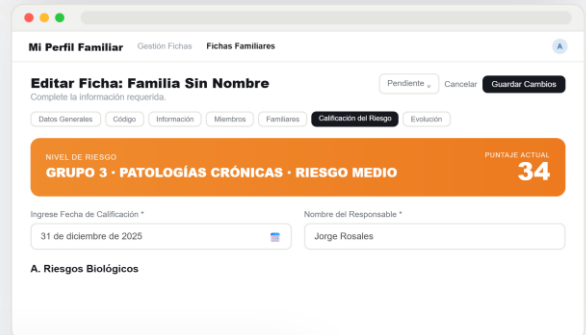 Mi Perfil Familiar Gestión Fichas Fichas Familiares A
Editar Ficha: Familia Sin Nombre
Complete la información requerida.
Pendiente Cancelar Guardar Cambios
Datos Generales Código Información Miembros Familiares Calificación del Riesgo Evolución
NIVEL DE RIESGO
GRUPO 3 · PATOLOGÍAS CRÓNICAS · RIESGO MEDIO
PUNTAJE ACTUAL
34
Ingrese Fecha de Calificación *
31 de diciembre de 2025
Nombre del Responsable *
Jorge Rosales
A. Riesgos Biológicos